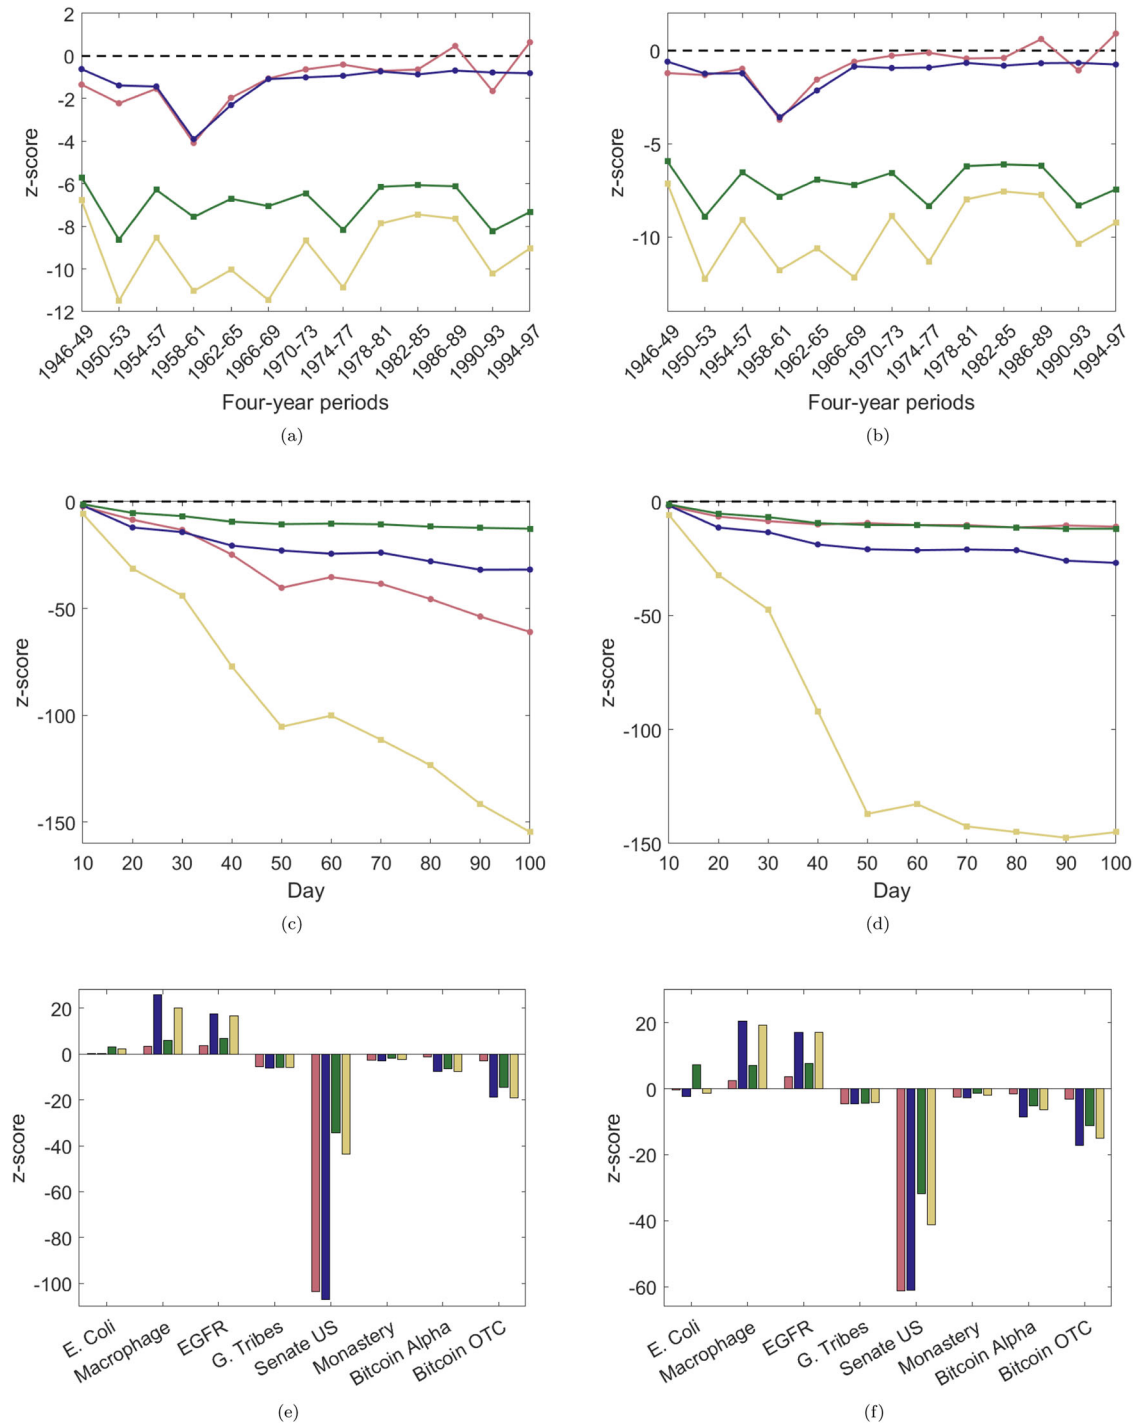 2
0
-2
-4
-6
-8
-10
-12
z-score
1946-49
1950-53
1954-57
1958-61
1962-65
1966-69
1970-73
1974-77
1978-81
1982-85
1986-89
1990-93
1994-97
Four-year periods
(a)
0
-5
-10
z-score
1946-49
1950-53
1954-57
1958-61
1962-65
1966-69
1970-73
1974-77
1978-81
1982-85
1986-89
1990-93
1994-97
Four-year periods
(b)
0
-50
-100
-150
z-score
10 20 30 40 50 60 70 80 90 100
Day
(c)
0
-50
-100
-150
z-score
10 20 30 40 50 60 70 80 90 100
Day
(d)
20
0
-20
-40
-60
-80
-100
z-score
E. Coli
Macrophage
EGFR
G. Tribes
Senate US
Monastery
Bitcoin Alpha
Bitcoin OTC
(e)
20
0
-20
-40
-60
z-score
E. Coli
Macrophage
EGFR
G. Tribes
Senate US
Monastery
Bitcoin Alpha
Bitcoin OTC
(f)